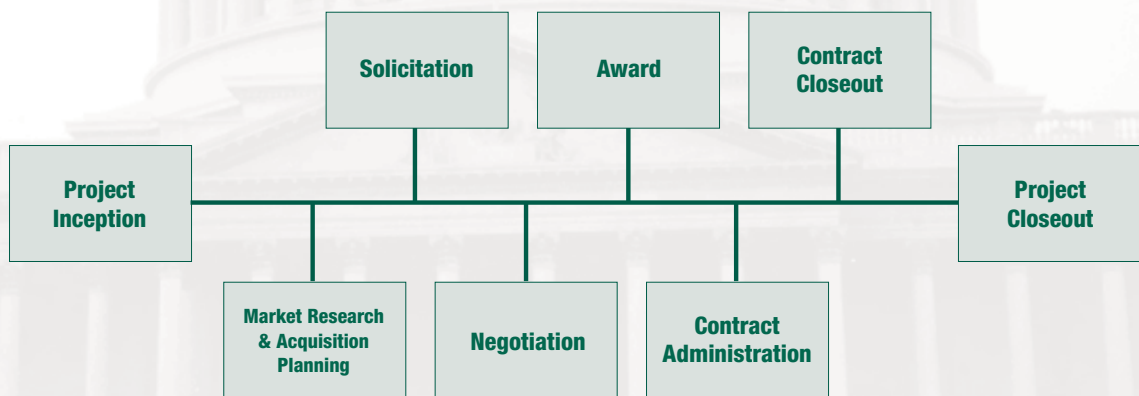 Solicitation
Award
Contract
Closeout
Project
Inception
Project
Closeout
Market Research
& Acquisition
Planning
Negotiation
Contract
Administration